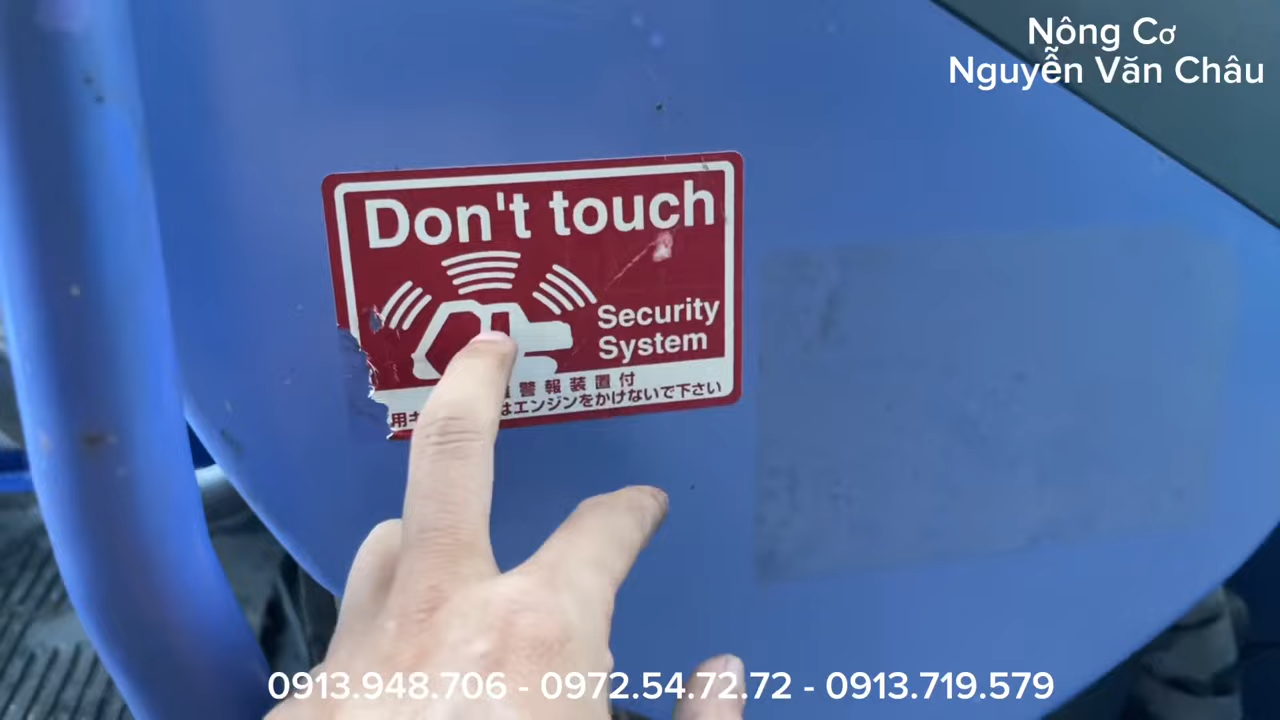 Nông Cơ
Nguyễn Văn Châu
Don't touch
Security
System
警報装置付
用キ はエンジンをかけないで下さい
0913.948.706 - 0972.54.72.72 - 0913.719.579